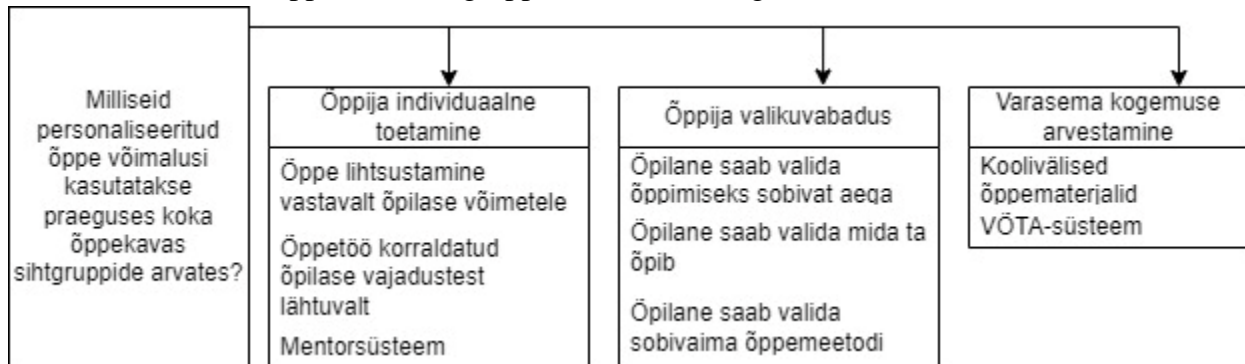 Milliseid
personaliseeritud
õppe võimalusi
kasutatakse
praeguses koka
õppekavas
sihtgruppide arvates?
Õppija individuaalne
toetamine
Õppe lihtsustamine
vastavalt õpilase võimetele
Õppetöö korraldatud
õpilase vajadustest
lähtuvalt
Mentorsüsteem
Õppija valikuvabadus
Õpilane saab valida
õppimiseks sobivat aega
Õpilane saab valida mida ta
õpib
Õpilane saab valida
sobivaima õppemeetodi
Varasema kogemuse
arvestamine
Koolivälised
õppematerjalid
VÕTA-süsteem